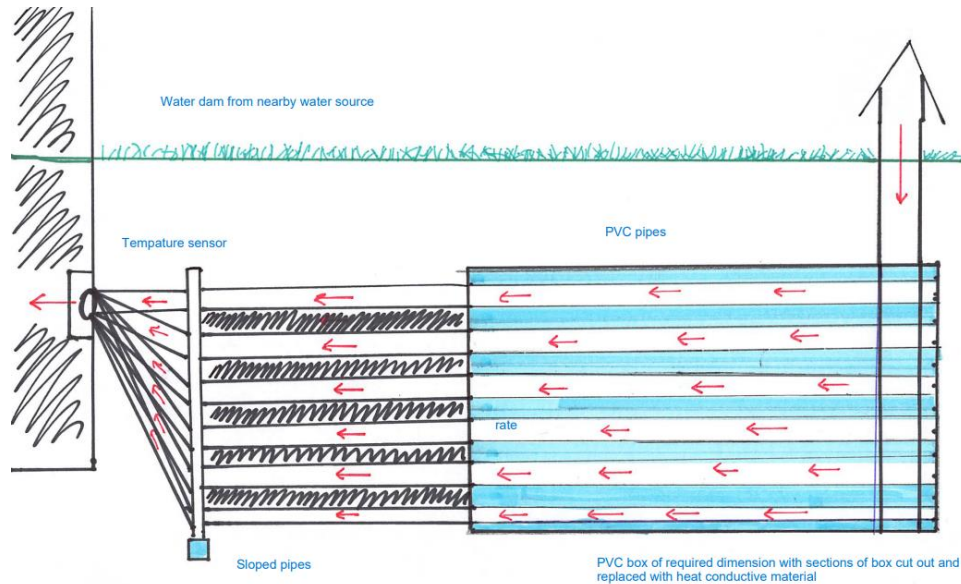 Water dam from nearby water source
Tempature sensor
PVC pipes
rate
Sloped pipes
PVC box of required dimension with sections of box cut out and
replaced with heat conductive material